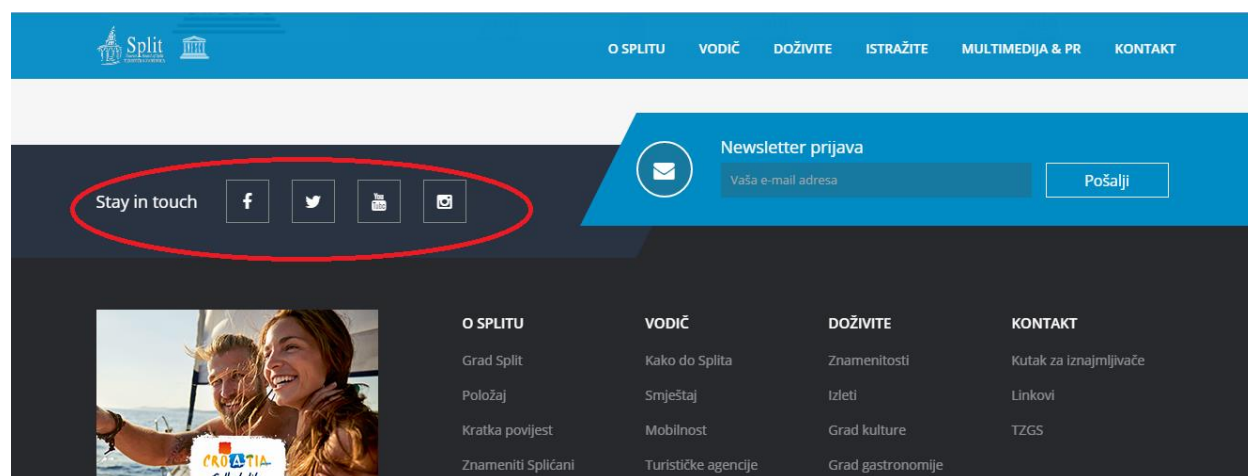 Split
O SPLITU VODIČ DOŽIVITE ISTRAŽITE MULTIMEDIJA & PR KONTAKT
Newsletter prijava
Vaša e-mail adresa
Pošalji
Stay in touch
You Tube
O SPLITU
Grad Split
Položaj
Kratka povijest
Znameniti Splićani
VODIČ
Kako do Splita
Smještaj
Mobilnost
Turističke agencije
DOŽIVITE
Znamenitosti
Izleti
Grad kulture
Grad gastronomije
KONTAKT
Kutak za iznajmljivače
Linkovi
TZGS
CROATIA